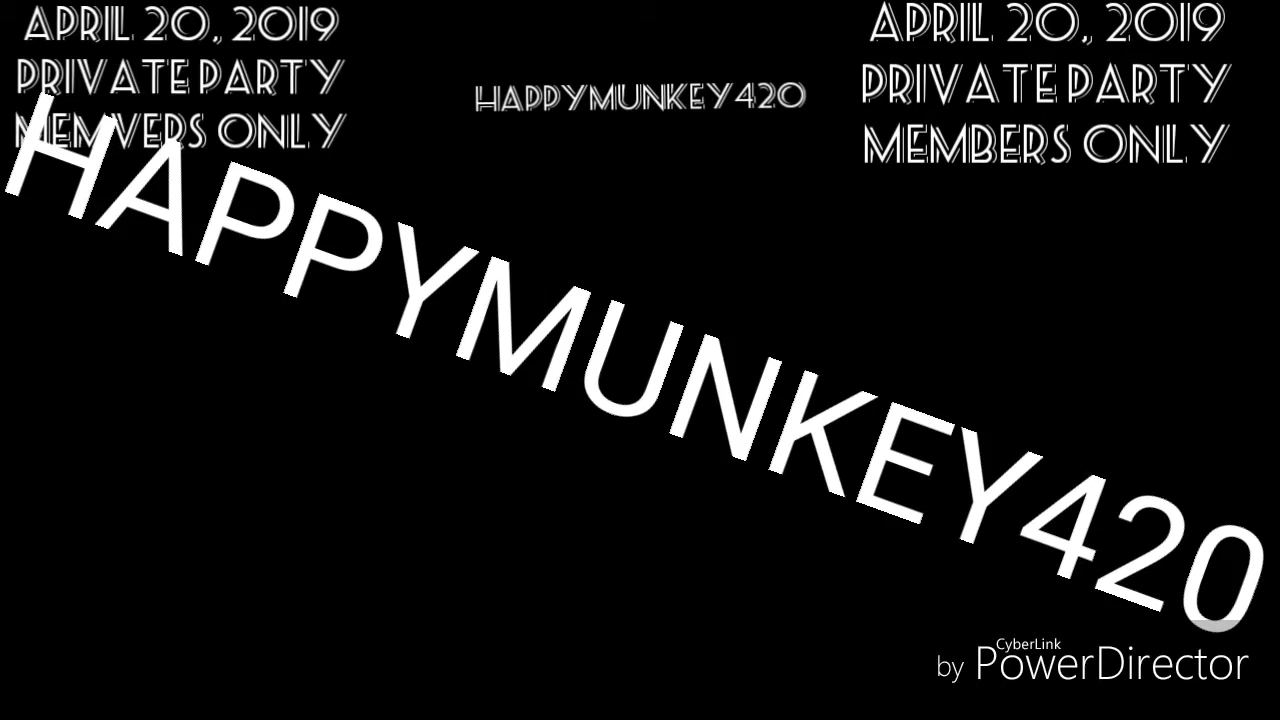 APRIL 20, 2019
PRIVATE PARTY
MEMVERS ONLY
HAPPYMUNKEY420
APRIL 20, 2019
PRIVATE PARTY
MEMBERS ONLY
HAPPYMUNKEY420
CyberLink
by PowerDirector